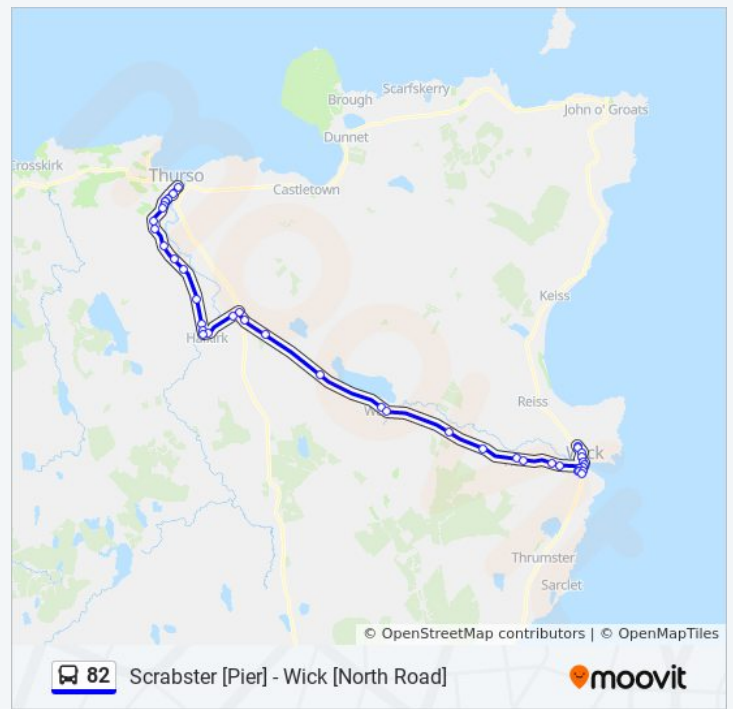 Scarfskerry
Brough
John o' Groats
Dunnet
Crosskirk
Thurso
Castletown
Keiss
Halkirk
Reiss
Wick
Thrumster
Sarclet
© OpenStreetMap contributors | © OpenMapTiles
82 Scrabster [Pier] - Wick [North Road] moovit